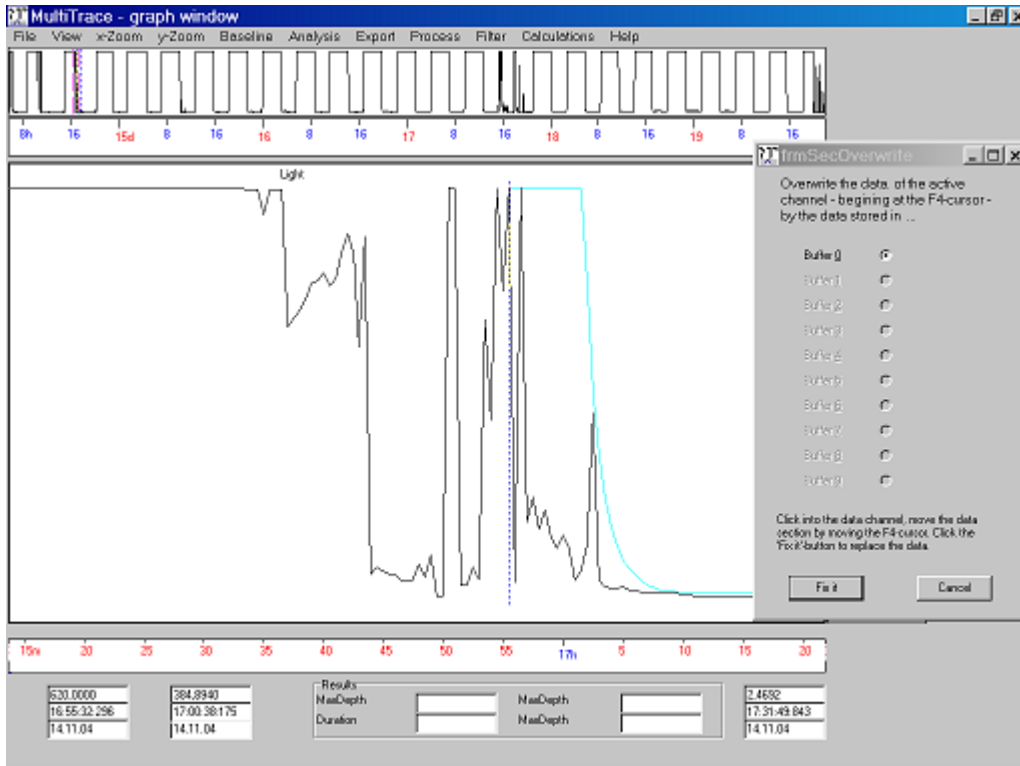 MultiTrace - graph window
File View x-Zoom y-Zoom Baseline Analysis Export Process Filter Calculations Help
8h 16 15d 8 16 16 8 16 17 8 16 18 8 16 19 8 16
frmSecOverwrite
Overwrite the data, of the active
channel - begining at the F4-cursor -
by the data stored in ...
Light
Buffer 0
Buffer 1
Buffer 2
Buffer 3
Buffer 4
Buffer 5
Buffer 6
Buffer 7
Buffer 8
Buffer 9
Click into the data channel, move the data
section by moving the F4-cursor. Click the
'Fix it'-button to replace the data.
Fix it Cancel
15m 20 25 30 35 40 45 50 55 17h 5 10 15 20
620.0000 384.8940 Results 2.4692
MaxDepth MaxDepth
16:55:32:296 17:00:38:175 17:31:49:843
Duration MaxDepth
14.11.04 14.11.04 14.11.04